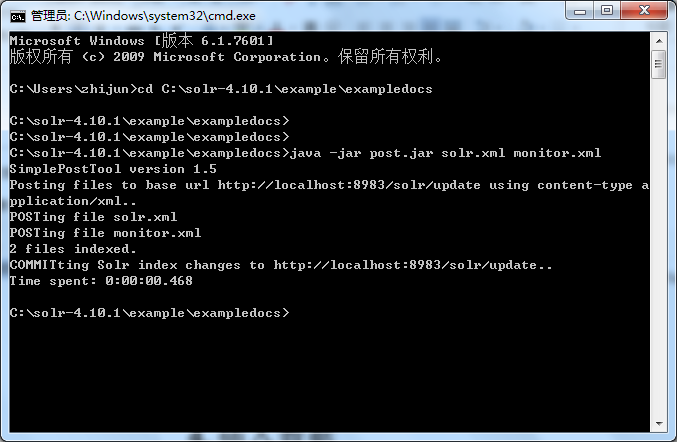 管理员: C:\Windows\system32\cmd.exe
Microsoft Windows [版本 6.1.7601]
版权所有 (c) 2009 Microsoft Corporation。保留所有权利。
C:\Users\zhijun>cd C:\solr-4.10.1\example\exampledocs
C:\solr-4.10.1\example\exampledocs>
C:\solr-4.10.1\example\exampledocs>
C:\solr-4.10.1\example\exampledocs>java -jar post.jar solr.xml monitor.xml
SimplePostTool version 1.5
Posting files to base url http://localhost:8983/solr/update using content-type a
pplication/xml..
POSTing file solr.xml
POSTing file monitor.xml
2 files indexed.
COMMITting Solr index changes to http://localhost:8983/solr/update..
Time spent: 0:00:00.468
C:\solr-4.10.1\example\exampledocs>